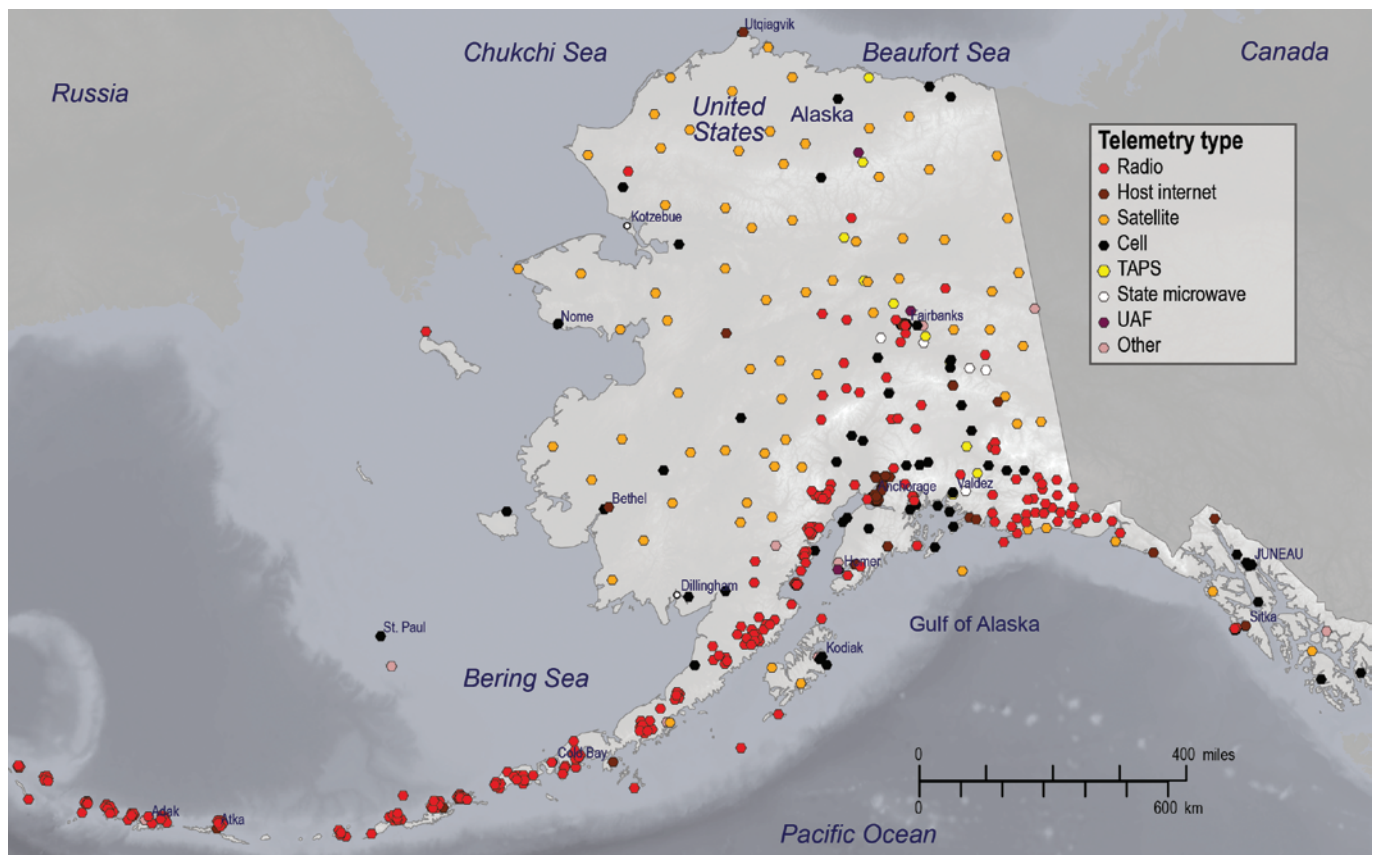 Utqiagvik
Chukchi Sea
Beaufort Sea
Canada
Russia
United
States
Alaska
Telemetry type
Radio
Host internet
Satellite
Cell
TAPS
State microwave
UAF
Other
Kotzebue
Nome
Fairbanks
Anchorage
Valdez
Bethel
Homer
JUNEAU
Dillingham
Sitka
St. Paul
Gulf of Alaska
Kodiak
Bering Sea
Cold Bay
0 400 miles
0 600 km
Adak
Atka
Pacific Ocean